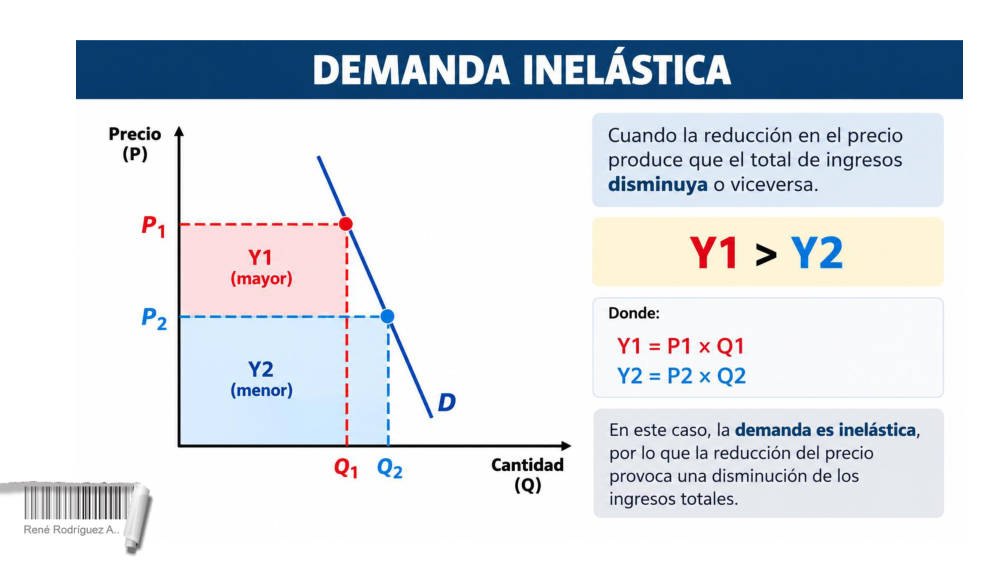 DEMANDA INELÁSTICA
Precio
(P)
P1
Y1
(mayor)
P2
Y2
(menor)
D
Q1 Q2
Cantidad
(Q)
Cuando la reducción en el precio
produce que el total de ingresos
disminuya o viceversa.
Y1 > Y2
Donde:
Y1 = P1 × Q1
Y2 = P2 × Q2
En este caso, la demanda es inelástica,
por lo que la reducción del precio
provoca una disminución de los
ingresos totales.
René Rodríguez A..